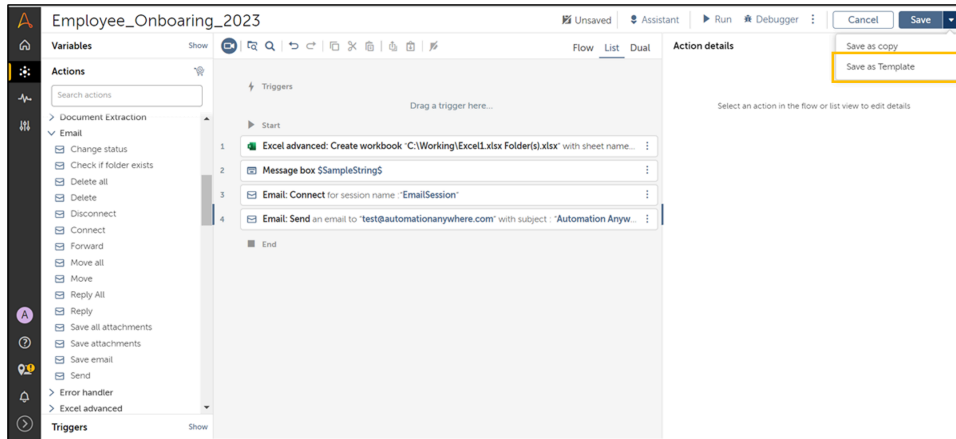 Employee_Onboaring_2023
Unsaved
Assistant
Run
Debugger
Cancel
Save
Variables
Show
Flow
List
Dual
Action details
Save as copy
Save as Template
Actions
Search actions
Document Extraction
Email
Change status
Check if folder exists
Delete all
Delete
Disconnect
Connect
Forward
Move all
Move
Reply All
Reply
Save all attachments
Save attachments
Save email
Send
Error handler
Excel advanced
Triggers
Show
Triggers
Drag a trigger here...
Start
1 Excel advanced: Create workbook "C:\Working\Excel1.xlsx Folder(s).xlsx" with sheet name...
2 Message box $SampleString$
3 Email: Connect for session name :"EmailSession"
4 Email: Send an email to "test@automationanywhere.com" with subject : "Automation Anyw...
End
Select an action in the flow or list view to edit details
A